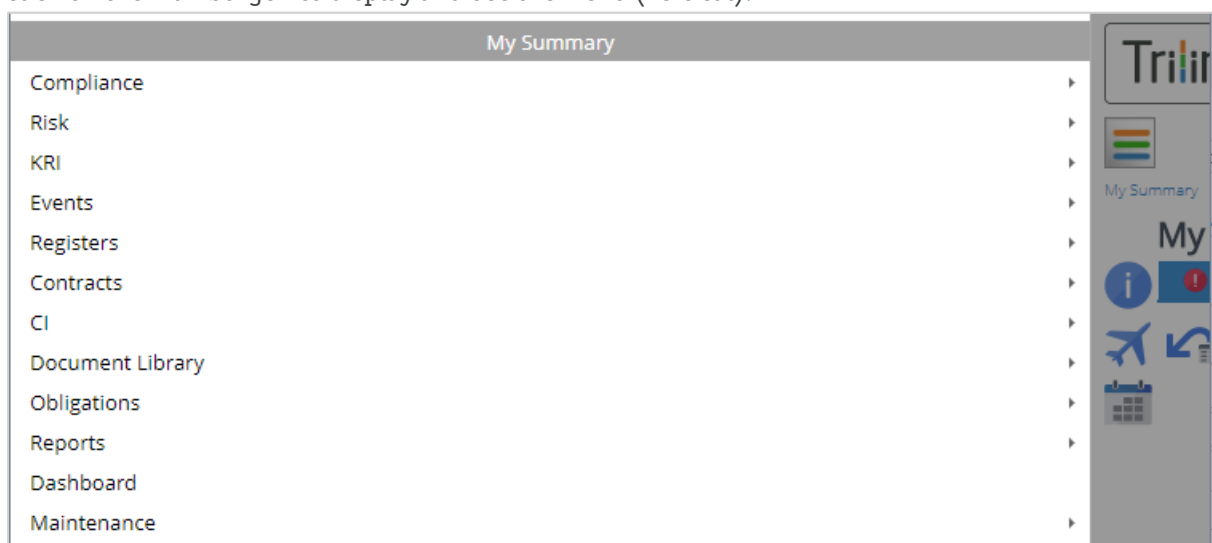 My Summary
Compliance
Risk
KRI
Events
Registers
Contracts
CI
Document Library
Obligations
Reports
Dashboard
Maintenance
My Summary
My